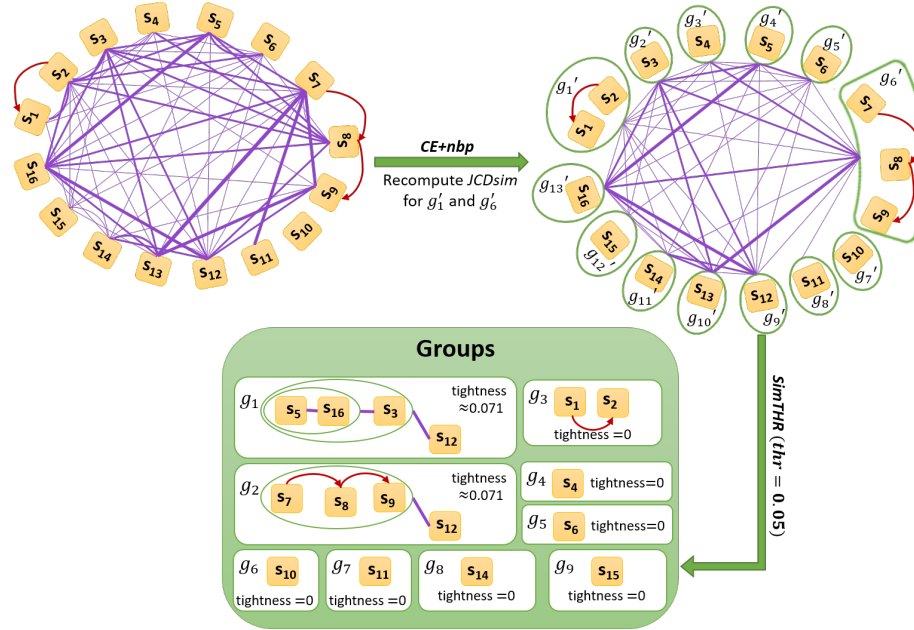 s₁
s₂
s₃
s₄
s₅
s₆
s₇
s₈
s₉
s₁₀
s₁₁
s₁₂
s₁₃
s₁₄
s₁₅
s₁₆
CE+nbp
Recompute JCDsim
for g₁′ and g₆′
g₁′
s₁
s₂
g₂′
s₃
g₃′
s₄
g₄′
s₅
g₅′
s₆
g₆′
s₇
s₈
s₉
g₇′
s₁₀
g₈′
s₁₁
g₉′
s₁₂
g₁₀′
s₁₃
g₁₁′
s₁₄
g₁₂′
s₁₅
g₁₃′
s₁₆
SimTHR (thr = 0.05)
Groups
g₁
s₅
s₁₆
s₃
s₁₂
tightness
≈0.071
g₃
s₁
s₂
tightness =0
g₂
s₇
s₈
s₉
s₁₂
tightness
≈0.071
g₄
s₄
tightness=0
g₅
s₆
tightness=0
g₆
s₁₀
tightness =0
g₇
s₁₁
tightness =0
g₈
s₁₄
tightness =0
g₉
s₁₅
tightness =0